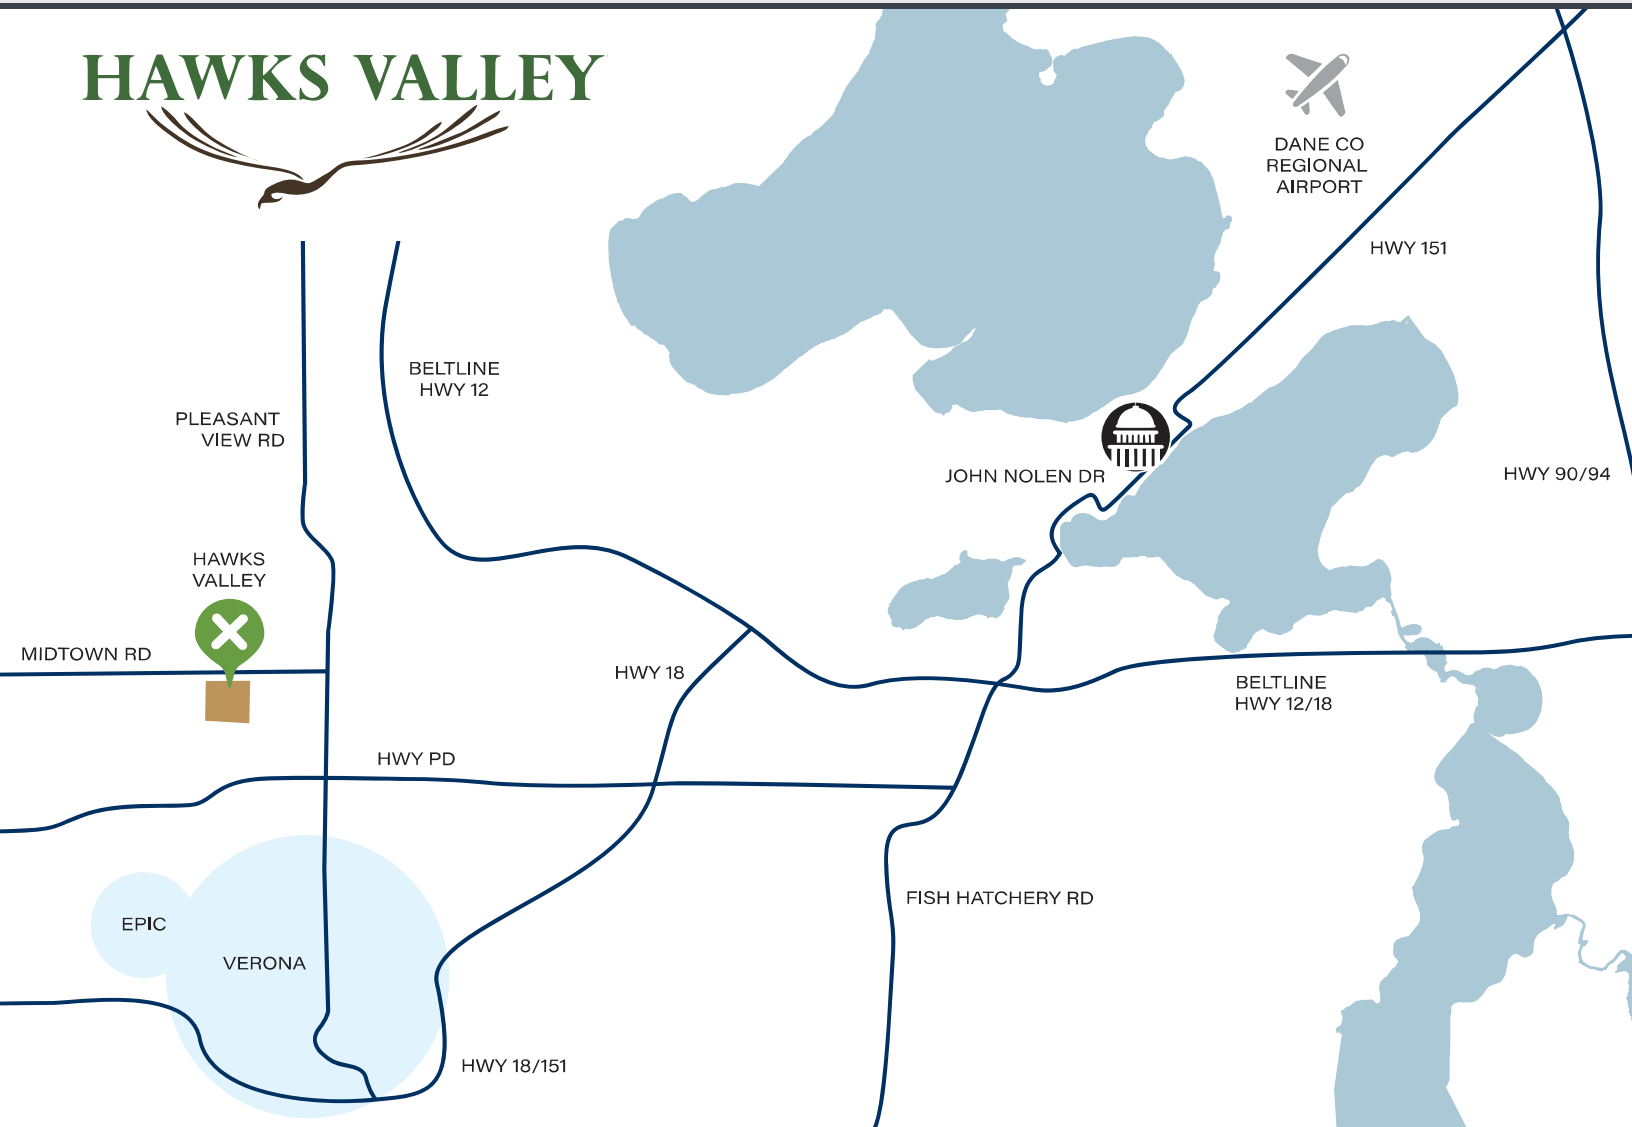 HAWKS VALLEY
DANE CO
REGIONAL
AIRPORT
HWY 151
BELTLINE
HWY 12
PLEASANT
VIEW RD
JOHN NOLEN DR
HWY 90/94
HAWKS
VALLEY
MIDTOWN RD
HWY 18
BELTLINE
HWY 12/18
HWY PD
FISH HATCHERY RD
EPIC
VERONA
HWY 18/151